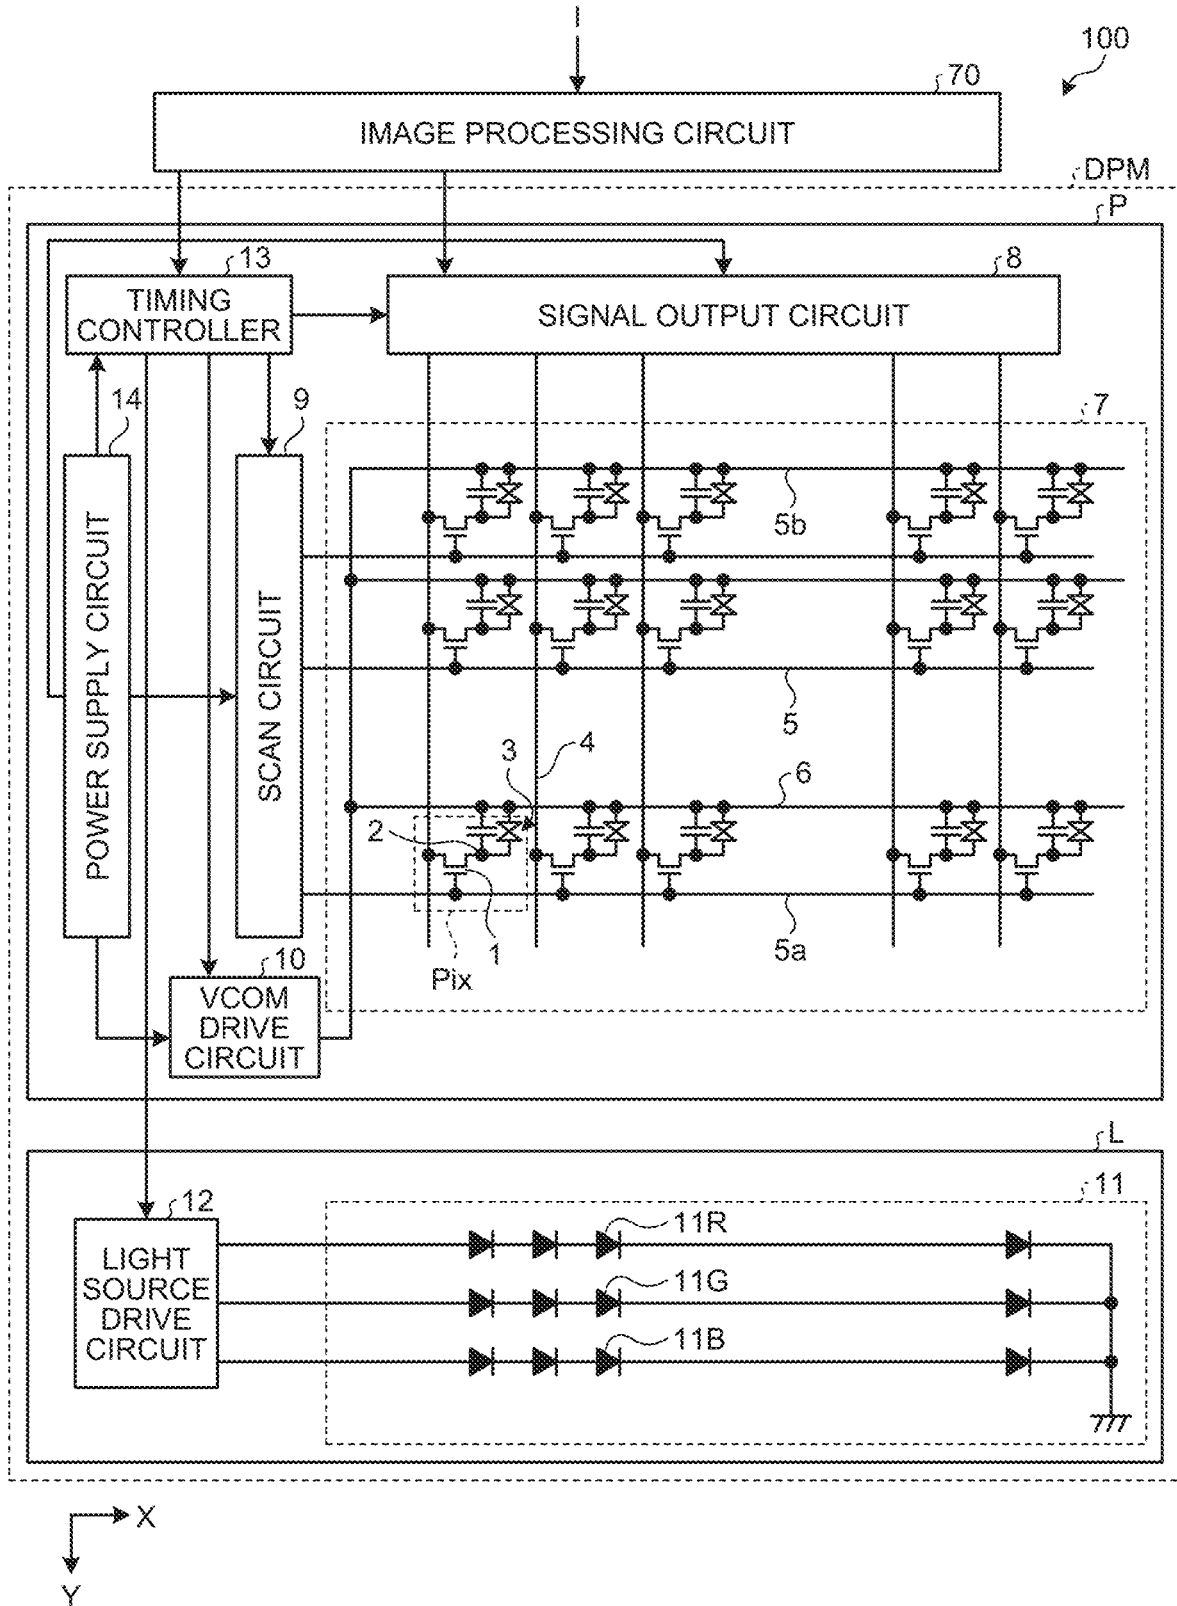 I
100
70
IMAGE PROCESSING CIRCUIT
DPM
P
13
TIMING
CONTROLLER
8
SIGNAL OUTPUT CIRCUIT
14
POWER SUPPLY CIRCUIT
9
SCAN CIRCUIT
7
5b
5
3
4
6
2
1
Pix
5a
10
VCOM
DRIVE
CIRCUIT
L
12
LIGHT
SOURCE
DRIVE
CIRCUIT
11
11R
11G
11B
X
Y